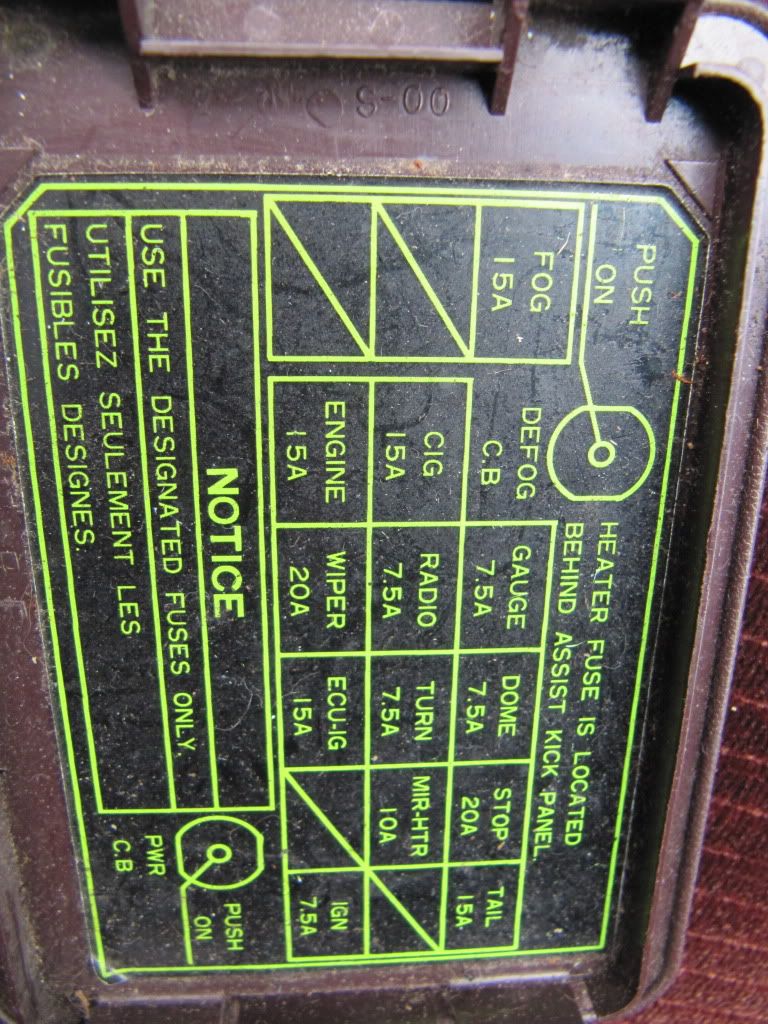 PUSH
ON
HEATER FUSE IS LOCATED
BEHIND ASSIST KICK PANEL.
FOG
15A
DEFOG
C.B
GAUGE
7.5A
DOME
7.5A
STOP
20A
TAIL
15A
CIG
15A
RADIO
7.5A
TURN
7.5A
MIR-HTR
10A
ENGINE
15A
WIPER
20A
ECU-IG
15A
IGN
7.5A
NOTICE
USE THE DESIGNATED FUSES ONLY.
UTILISEZ SEULEMENT LES
FUSIBLES DESIGNES.
PUSH
ON
PWR
C.B